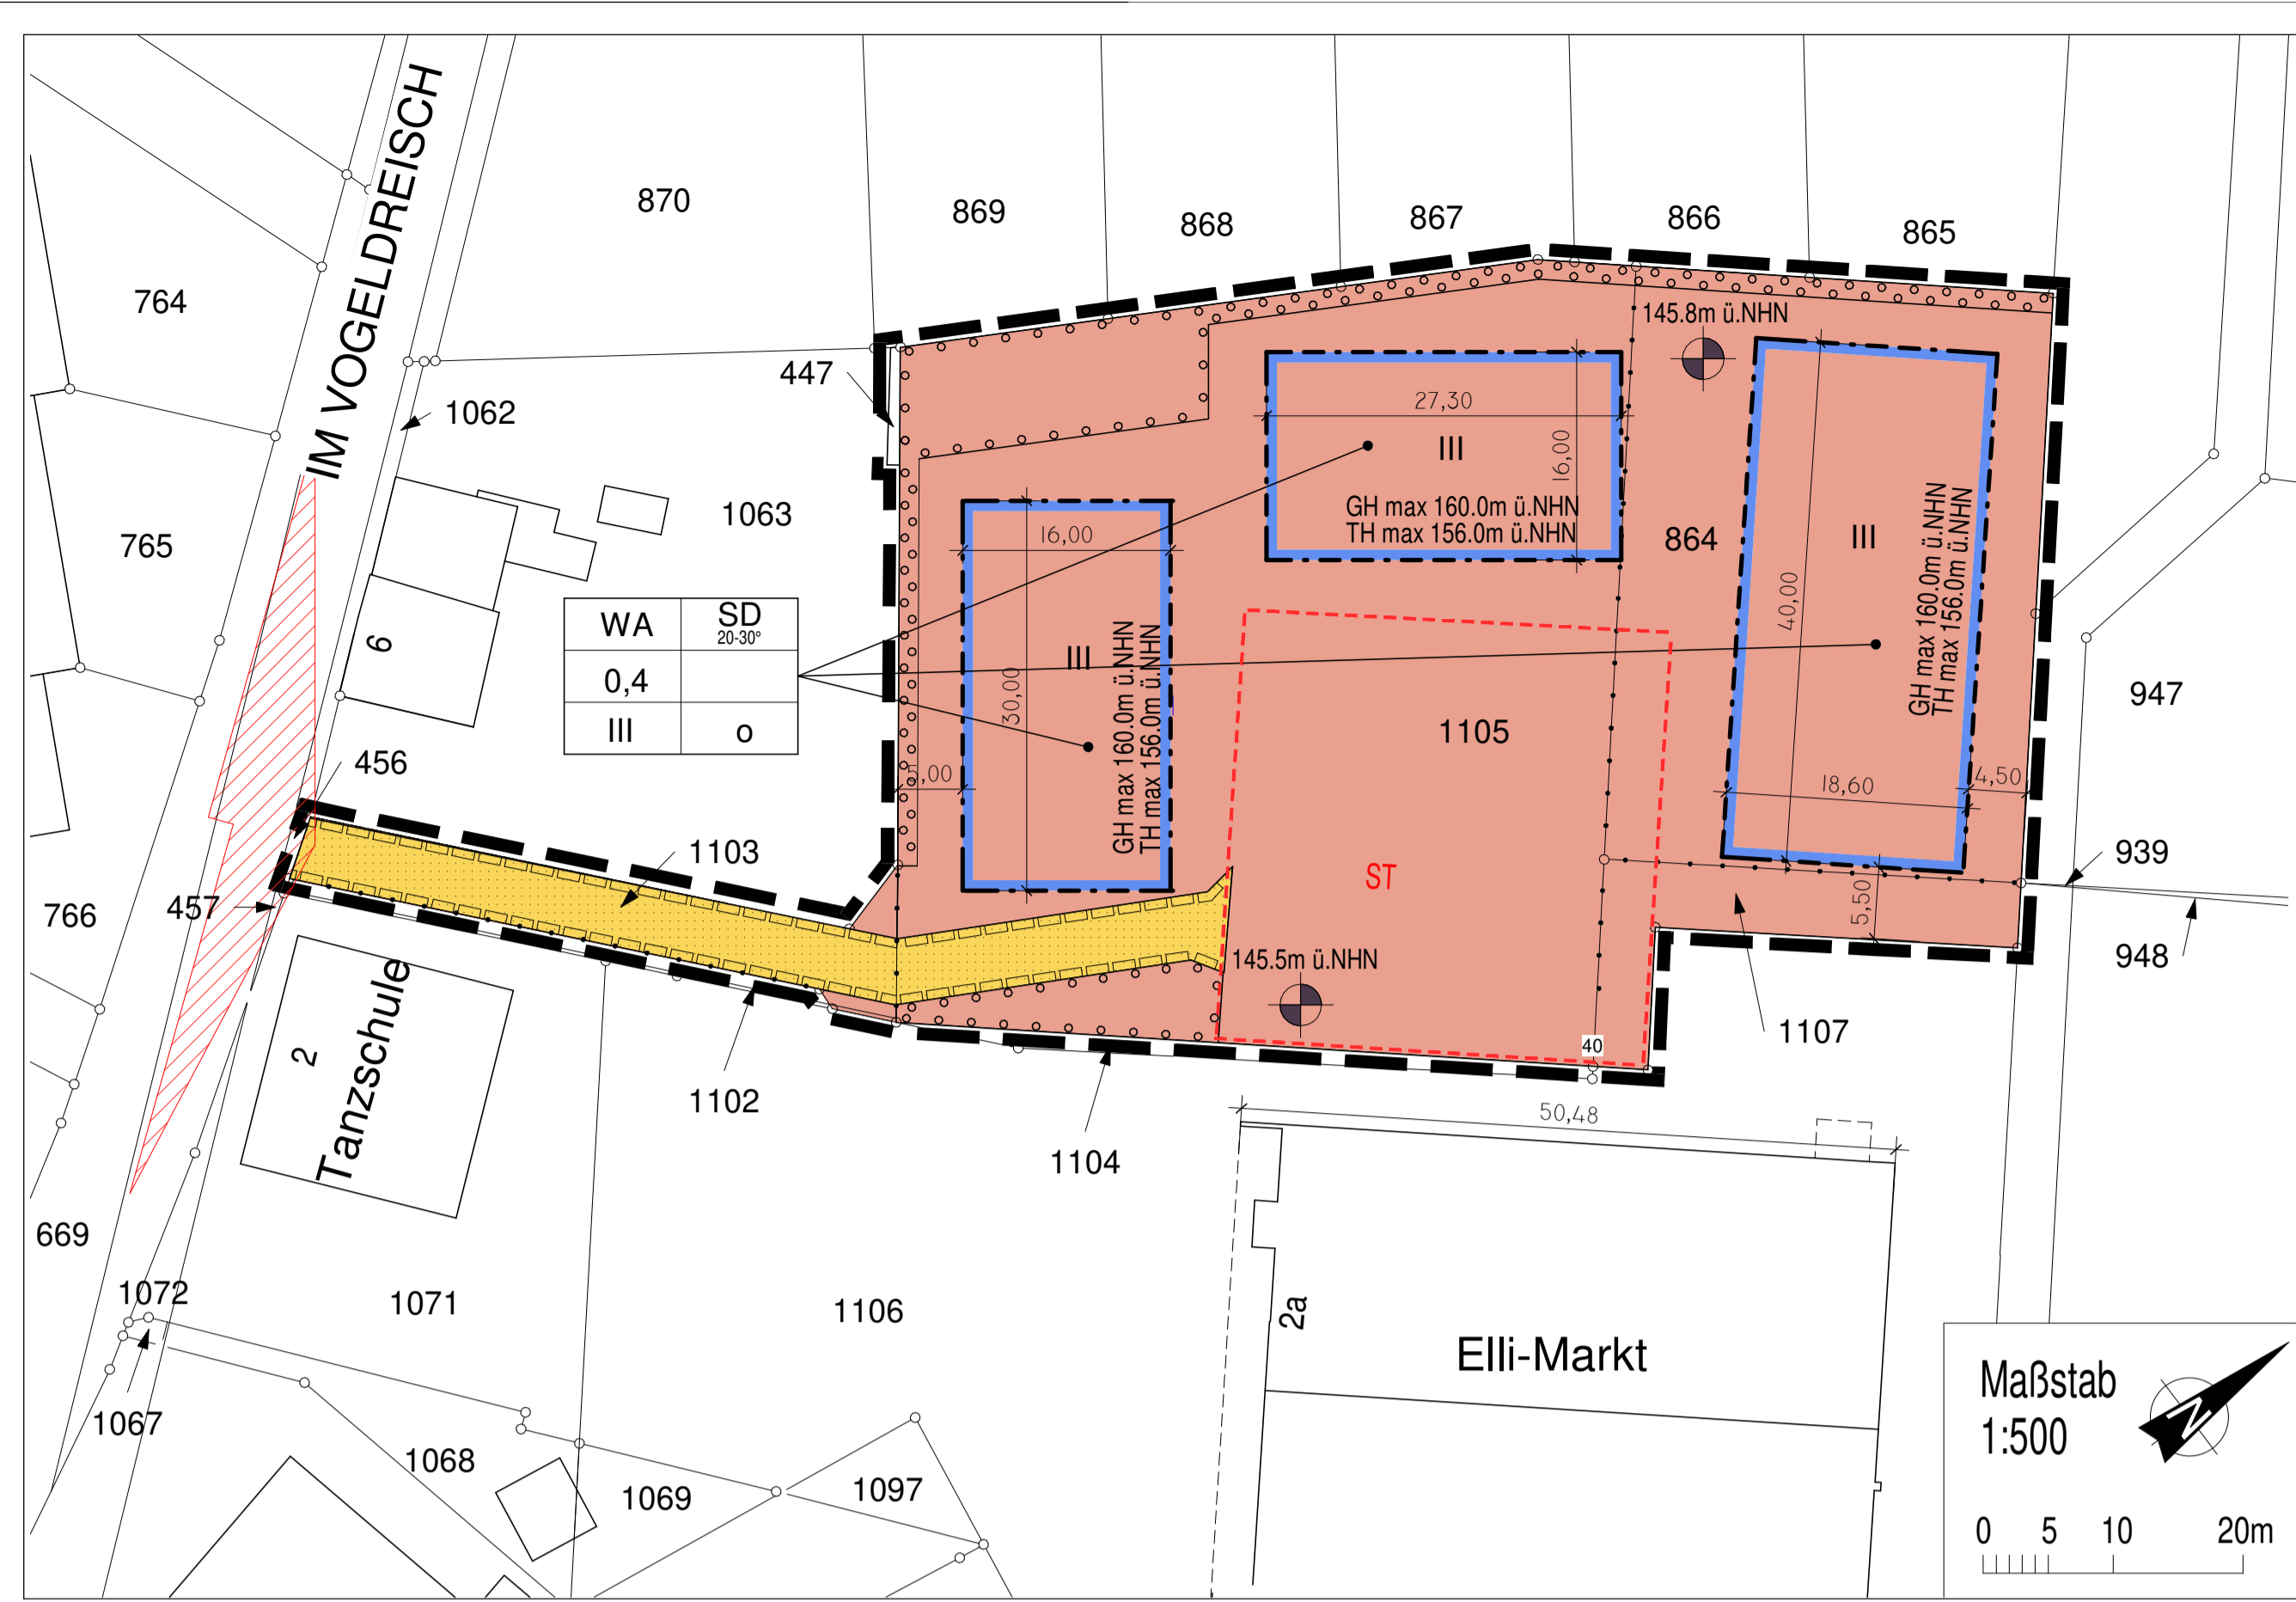 IM VOGELDREISCH
870
869
868
867
866
865
764
447
1062
145.8m ü.NHN
27,30
III
16,00
GH max 160.0m ü.NHN
TH max 156.0m ü.NHN
864
III
40,00
GH max 160.0m ü.NHN
TH max 156.0m ü.NHN
18,60
4,50
765
1063
6
WA
SD
20-30°
0,4
III
o
16,00
III
30,00
GH max 160.0m ü.NHN
TH max 156.0m ü.NHN
5,00
1105
947
456
1103
ST
939
766
457
5,50
948
145.5m ü.NHN
2
Tanzschule
1107
40
1102
1104
50,48
669
1072
1071
1106
2a
Elli-Markt
1067
1068
1069
1097
Maßstab
1:500
N
0 5 10 20m